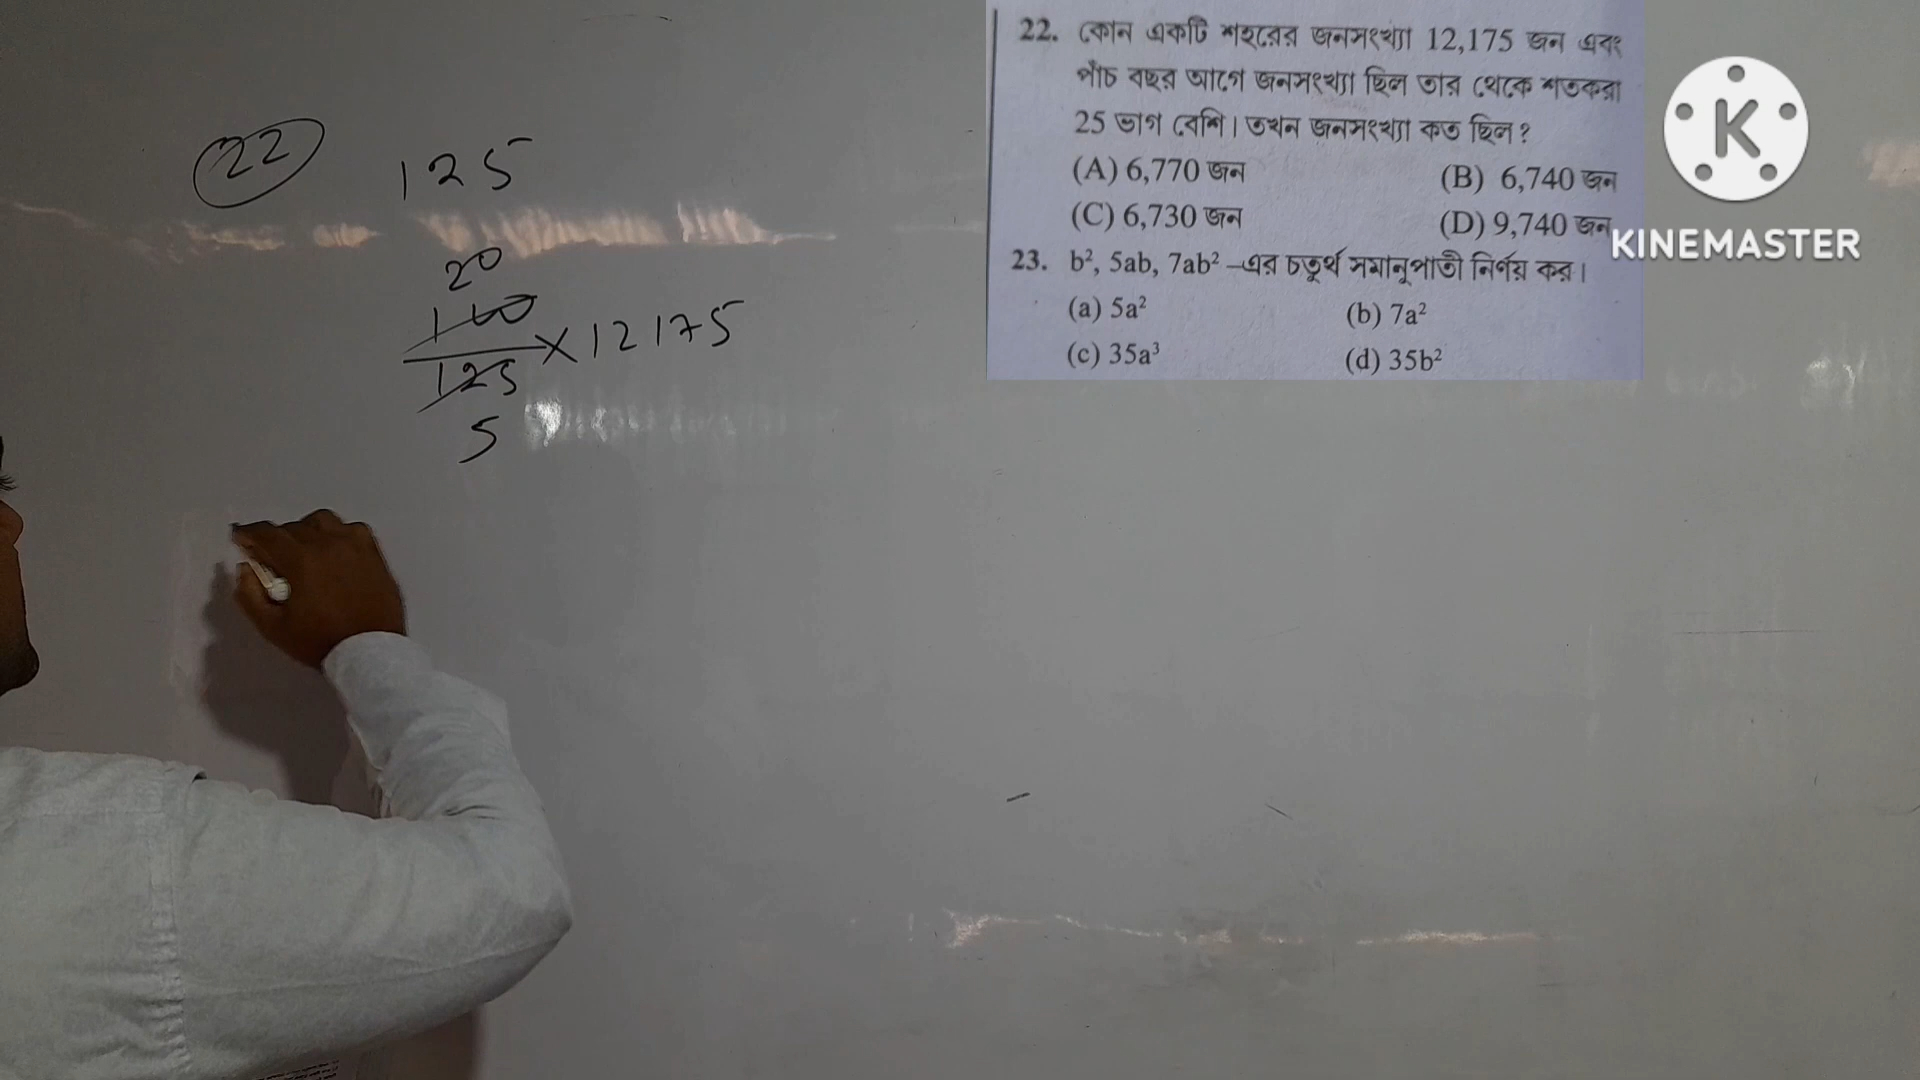 22. কোন একটি শহরের জনসংখ্যা 12,175 জন এবং
পাঁচ বছর আগে জনসংখ্যা ছিল তার থেকে শতকরা
25 ভাগ বেশি। তখন জনসংখ্যা কত ছিল?
(A) 6,770 জন (B) 6,740 জন
(C) 6,730 জন (D) 9,740 জন
23. b², 5ab, 7ab² –এর চতুর্থ সমানুপাতী নির্ণয় কর।
(a) 5a² (b) 7a²
(c) 35a³ (d) 35b²
K
KINEMASTER
22 125
20
100
125 × 12175
5